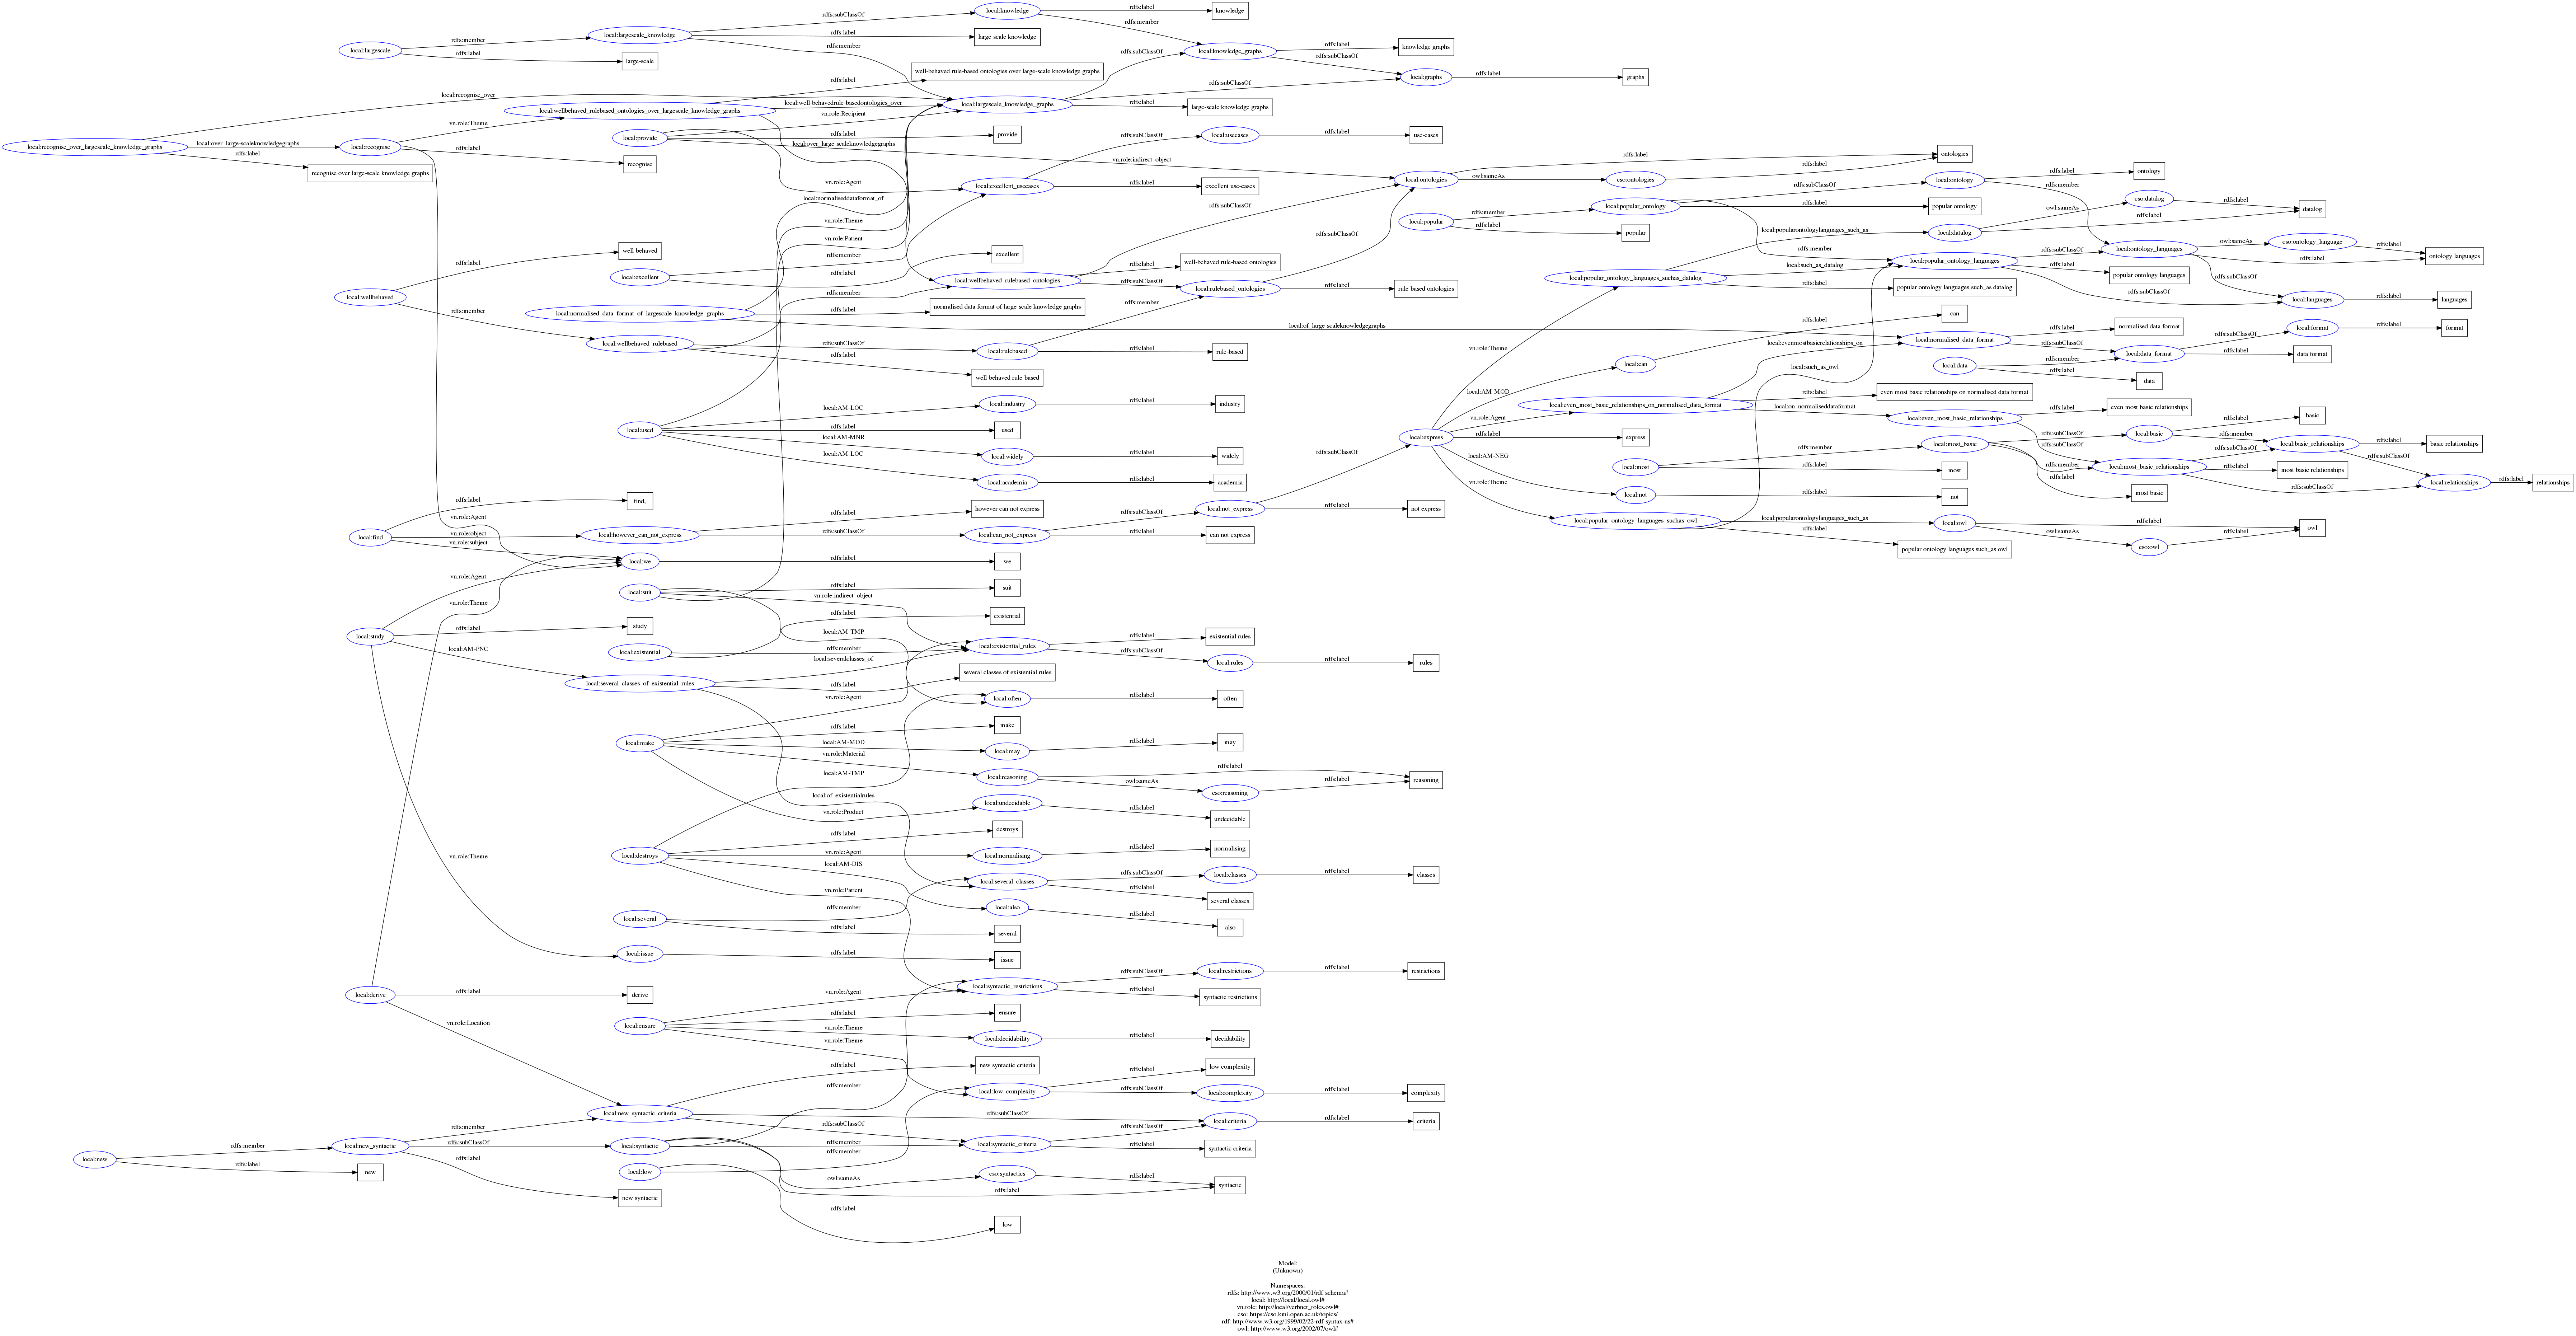 local:knowledge
rdfs:label
knowledge
rdfs:subClassOf
rdfs:member
local:largescale_knowledge
rdfs:label
large-scale knowledge
rdfs:member
local:largescale
rdfs:member
rdfs:label
large-scale
local:knowledge_graphs
rdfs:label
knowledge graphs
rdfs:subClassOf
rdfs:subClassOf
well-behaved rule-based ontologies over large-scale knowledge graphs
rdfs:label
local:graphs
rdfs:label
graphs
rdfs:subClassOf
local:recognise_over
local:wellbehaved_rulebased_ontologies_over_largescale_knowledge_graphs
local:well-behavedrule-basedontologies_over
local:largescale_knowledge_graphs
rdfs:label
large-scale knowledge graphs
vn.role:Recipient
vn.role:Theme
local:provide
rdfs:label
provide
rdfs:subClassOf
local:usecases
rdfs:label
use-cases
local:recognise_over_largescale_knowledge_graphs
local:over_large-scaleknowledgegraphs
local:recognise
local:over_large-scaleknowledgegraphs
rdfs:label
recognise over large-scale knowledge graphs
rdfs:label
recognise
vn.role:indirect_object
rdfs:label
ontologies
vn.role:Agent
local:excellent_usecases
rdfs:label
excellent use-cases
local:ontologies
owl:sameAs
cso:ontologies
rdfs:label
local:ontology
rdfs:label
ontology
rdfs:subClassOf
rdfs:member
local:normaliseddataformat_of
rdfs:subClassOf
local:popular_ontology
rdfs:label
popular ontology
cso:datalog
rdfs:label
datalog
owl:sameAs
rdfs:label
rdfs:member
local:popular
rdfs:label
popular
vn.role:Theme
local:popularontologylanguages_such_as
local:datalog
rdfs:subClassOf
vn.role:Patient
well-behaved
rdfs:label
rdfs:member
excellent
rdfs:member
rdfs:subClassOf
local:ontology_languages
owl:sameAs
cso:ontology_language
rdfs:label
ontology languages
rdfs:label
local:popular_ontology_languages
rdfs:label
popular ontology languages
local:such_as_datalog
rdfs:label
well-behaved rule-based ontologies
local:excellent
rdfs:label
local:wellbehaved_rulebased_ontologies
rdfs:subClassOf
local:popular_ontology_languages_suchas_datalog
rdfs:label
popular ontology languages such_as datalog
rdfs:subClassOf
rdfs:subClassOf
local:rulebased_ontologies
rdfs:label
rule-based ontologies
local:wellbehaved
rdfs:member
rdfs:member
local:languages
rdfs:label
languages
normalised data format of large-scale knowledge graphs
rdfs:label
local:normalised_data_format_of_largescale_knowledge_graphs
rdfs:member
local:of_large-scaleknowledgegraphs
rdfs:label
can
rdfs:label
normalised data format
local:format
rdfs:label
format
rdfs:subClassOf
local:wellbehaved_rulebased
rdfs:subClassOf
local:rulebased
rdfs:label
rule-based
rdfs:label
well-behaved rule-based
vn.role:Theme
local:evenmostbasicrelationships_on
local:normalised_data_format
rdfs:subClassOf
local:data_format
rdfs:label
data format
local:can
local:such_as_owl
local:data
rdfs:member
rdfs:label
data
local:AM-MOD
local:AM-LOC
local:industry
rdfs:label
industry
vn.role:Agent
local:even_most_basic_relationships_on_normalised_data_format
rdfs:label
even most basic relationships on normalised data format
local:on_normaliseddataformat
local:even_most_basic_relationships
rdfs:label
even most basic relationships
local:used
rdfs:label
used
local:AM-MNR
local:widely
rdfs:label
widely
local:AM-LOC
local:academia
rdfs:label
academia
local:express
rdfs:label
express
local:AM-NEG
rdfs:subClassOf
basic
rdfs:label
rdfs:subClassOf
local:basic
rdfs:subClassOf
rdfs:member
local:basic_relationships
rdfs:label
basic relationships
local:most_basic
rdfs:member
rdfs:subClassOf
rdfs:subClassOf
local:most
rdfs:member
rdfs:label
most
rdfs:label
local:most_basic_relationships
rdfs:label
most basic relationships
rdfs:subClassOf
local:relationships
rdfs:label
relationships
most basic
local:not
rdfs:label
not
rdfs:label
find,
vn.role:Agent
rdfs:label
however can not express
local:not_express
rdfs:label
not express
vn.role:Theme
local:popular_ontology_languages_suchas_owl
local:popularontologylanguages_such_as
local:owl
rdfs:label
owl
owl:sameAs
cso:owl
rdfs:label
rdfs:label
popular ontology languages such_as owl
local:find
vn.role:object
local:however_can_not_express
rdfs:subClassOf
local:can_not_express
rdfs:subClassOf
rdfs:label
can not express
vn.role:subject
local:we
rdfs:label
we
vn.role:Agent
local:suit
rdfs:label
suit
vn.role:indirect_object
vn.role:Theme
rdfs:label
existential
local:study
rdfs:label
study
local:AM-TMP
rdfs:label
existential rules
local:AM-PNC
local:existential
rdfs:member
local:existential_rules
rdfs:subClassOf
local:rules
rdfs:label
rules
local:severalclasses_of
local:several_classes_of_existential_rules
rdfs:label
several classes of existential rules
vn.role:Agent
local:often
rdfs:label
often
rdfs:label
make
local:make
local:AM-MOD
local:may
rdfs:label
may
vn.role:Material
local:AM-TMP
local:reasoning
rdfs:label
reasoning
owl:sameAs
cso:reasoning
rdfs:label
local:of_existentialrules
local:undecidable
rdfs:label
undecidable
vn.role:Product
rdfs:label
destroys
vn.role:Theme
local:destroys
vn.role:Agent
local:normalising
rdfs:label
normalising
local:AM-DIS
local:several_classes
rdfs:subClassOf
local:classes
rdfs:label
classes
vn.role:Patient
rdfs:label
several classes
rdfs:member
local:several
rdfs:label
several
local:also
rdfs:label
also
local:issue
rdfs:label
issue
local:restrictions
rdfs:label
restrictions
rdfs:subClassOf
local:derive
rdfs:label
derive
vn.role:Agent
local:syntactic_restrictions
rdfs:label
syntactic restrictions
vn.role:Location
local:ensure
rdfs:label
ensure
vn.role:Theme
local:decidability
rdfs:label
decidability
vn.role:Theme
rdfs:label
new syntactic criteria
rdfs:label
low complexity
rdfs:member
local:low_complexity
rdfs:subClassOf
local:complexity
rdfs:label
complexity
local:new_syntactic_criteria
rdfs:subClassOf
local:criteria
rdfs:label
criteria
rdfs:subClassOf
rdfs:subClassOf
rdfs:member
local:new_syntactic
rdfs:subClassOf
local:syntactic
rdfs:member
local:syntactic_criteria
rdfs:label
syntactic criteria
rdfs:member
local:new
rdfs:member
rdfs:label
new
rdfs:label
new syntactic
local:low
owl:sameAs
cso:syntactics
rdfs:label
syntactic
rdfs:label
rdfs:label
low
Model:
(Unknown)
Namespaces:
rdfs: http://www.w3.org/2000/01/rdf-schema#
local: http://local/local.owl#
vn.role: http://local/verbnet_roles.owl#
cso: https://cso.kmi.open.ac.uk/topics/
rdf: http://www.w3.org/1999/02/22-rdf-syntax-ns#
owl: http://www.w3.org/2002/07/owl#